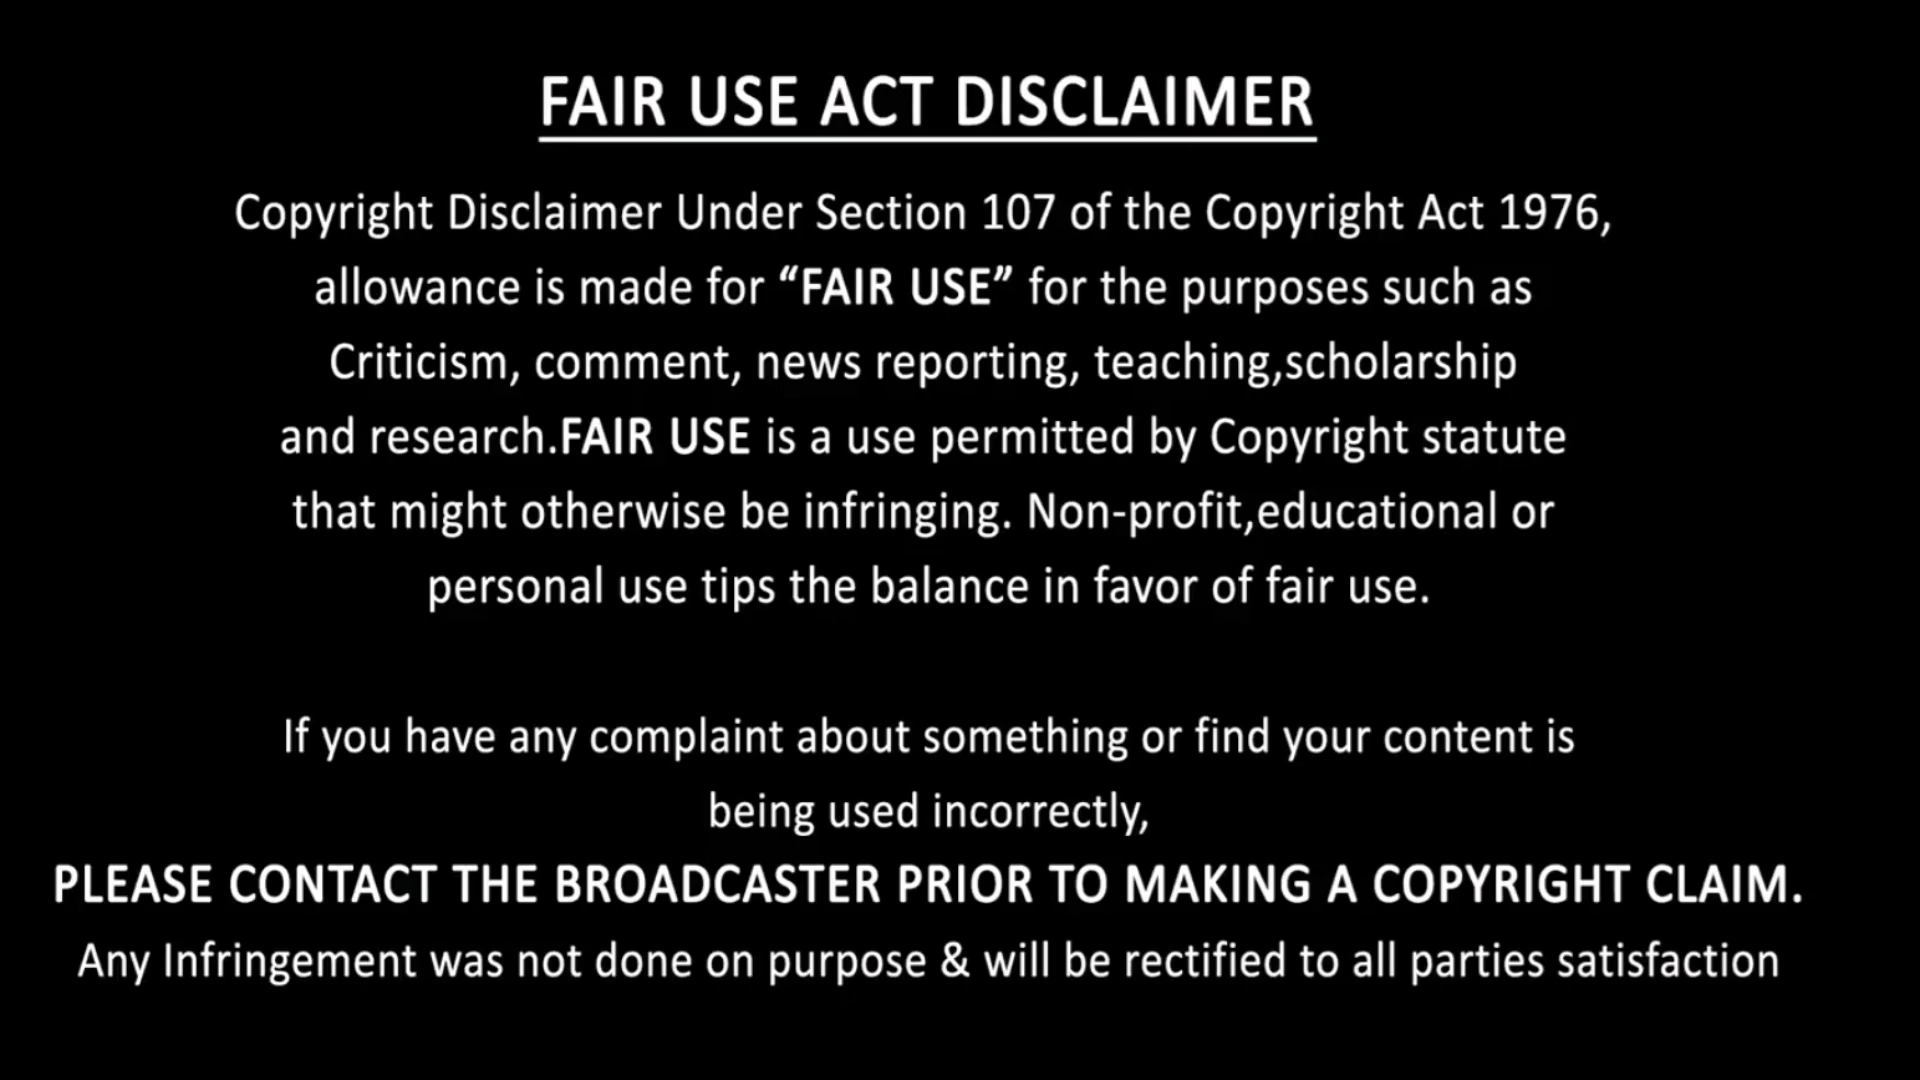 FAIR USE ACT DISCLAIMER
Copyright Disclaimer Under Section 107 of the Copyright Act 1976,
allowance is made for “FAIR USE” for the purposes such as
Criticism, comment, news reporting, teaching,scholarship
and research.FAIR USE is a use permitted by Copyright statute
that might otherwise be infringing. Non-profit,educational or
personal use tips the balance in favor of fair use.
If you have any complaint about something or find your content is
being used incorrectly,
PLEASE CONTACT THE BROADCASTER PRIOR TO MAKING A COPYRIGHT CLAIM.
Any Infringement was not done on purpose & will be rectified to all parties satisfaction